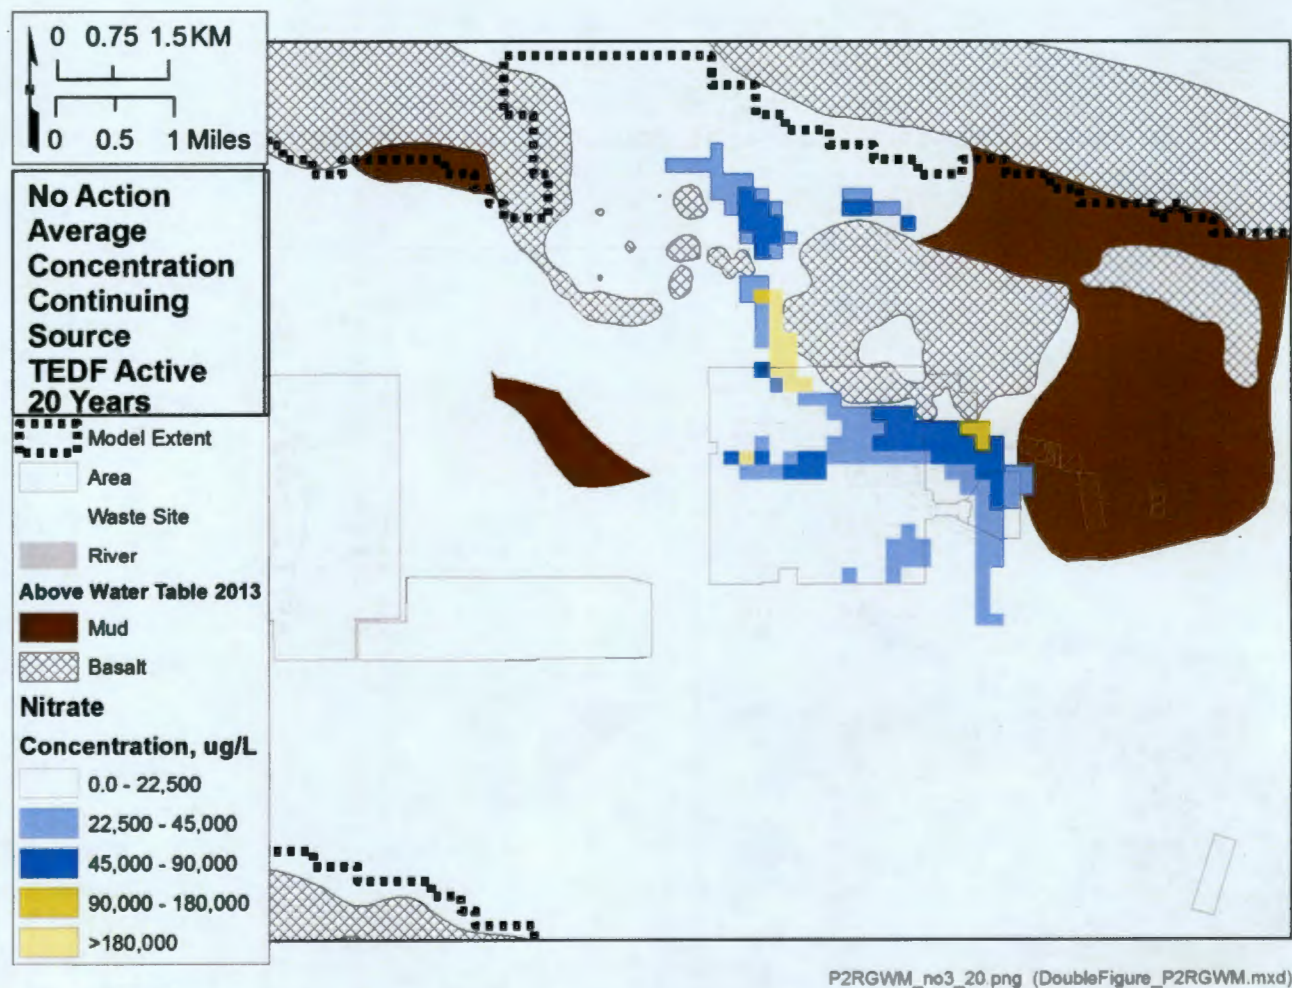 0 0.75 1.5 KM
0 0.5 1 Miles
No Action
Average
Concentration
Continuing
Source
TEDF Active
20 Years
Model Extent
Area
Waste Site
River
Above Water Table 2013
Mud
Basalt
Nitrate
Concentration, ug/L
0.0 - 22,500
22,500 - 45,000
45,000 - 90,000
90,000 - 180,000
>180,000
P2RGWM_no3_20.png (DoubleFigure_P2RGWM.mxd)